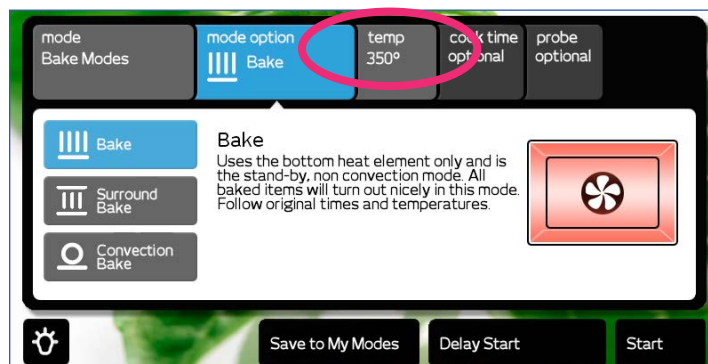 mode
Bake Modes
mode option
Bake
temp
350°
cook time
optional
probe
optional
Bake
Surround
Bake
Convection
Bake
Bake
Uses the bottom heat element only and is
the stand-by, non convection mode. All
baked items will turn out nicely in this mode.
Follow original times and temperatures.
Save to My Modes
Delay Start
Start